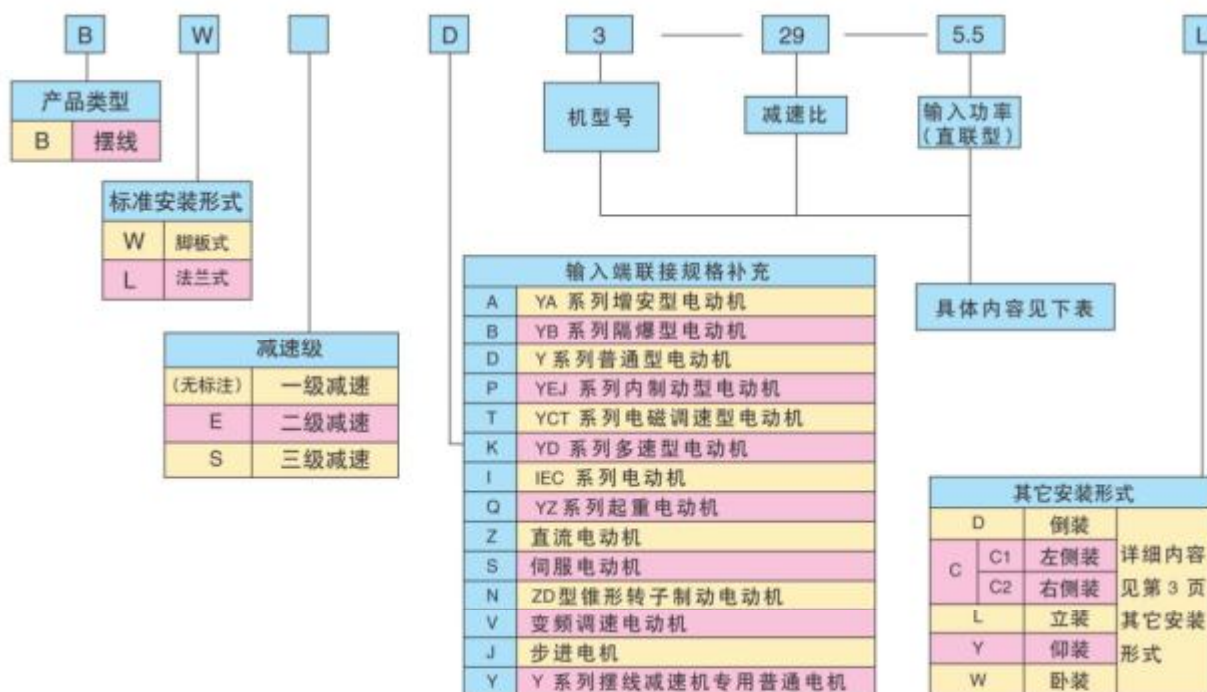 B W D 3 29 5.5 L
产品类型
B 摆线
标准安装形式
W 脚板式
L 法兰式
减速级
(无标注) 一级减速
E 二级减速
S 三级减速
输入端联接规格补充
A YA 系列增安型电动机
B YB 系列隔爆型电动机
D Y 系列普通型电动机
P YEJ 系列内制动型电动机
T YCT 系列电磁调速型电动机
K YD 系列多速型电动机
I IEC 系列电动机
Q YZ 系列起重电动机
Z 直流电动机
S 伺服电动机
N ZD型锥形转子制动电动机
V 变频调速电动机
J 步进电机
Y Y 系列摆线减速机专用普通电机
机型号
减速比
输入功率
(直联型)
具体内容见下表
其它安装形式
D 倒装
C C1 左侧装
C2 右侧装
L 立装
Y 仰装
W 卧装
详细内容
见第 3 页
其它安装
形式